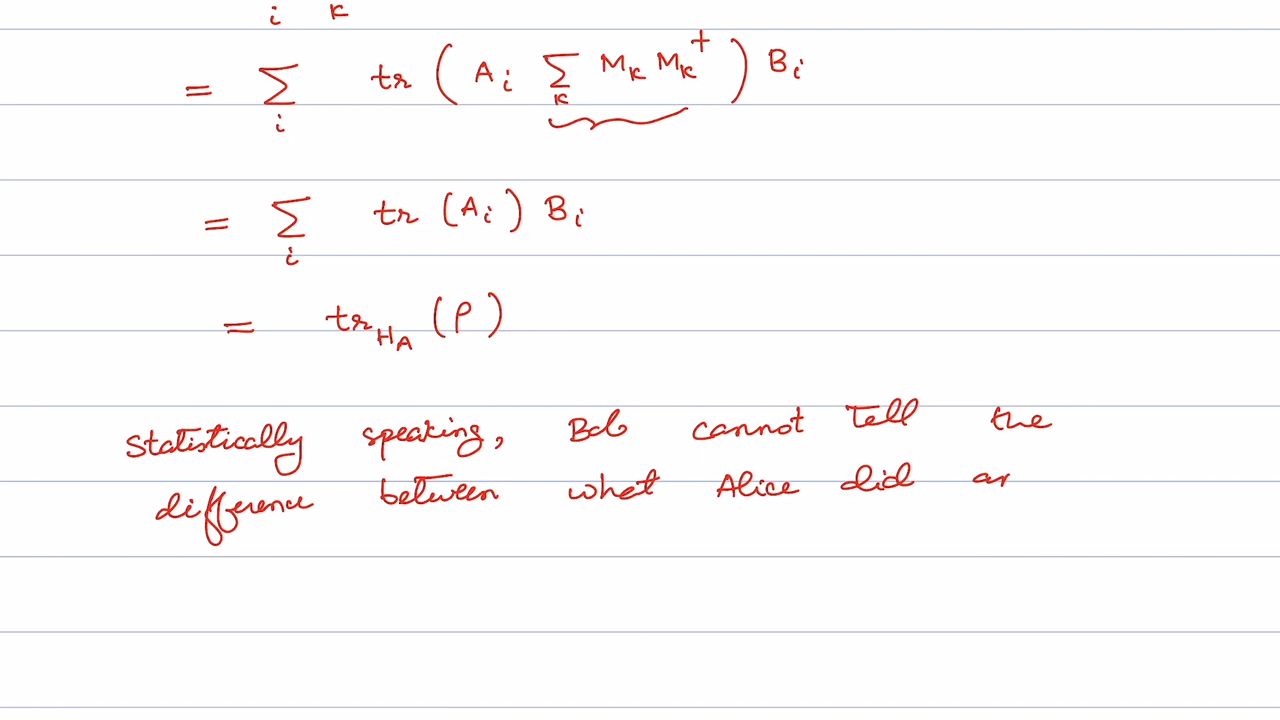 i k
= Σ_i tr ( A_i Σ_k M_k M_k^† ) B_i
= Σ_i tr (A_i) B_i
= tr_{H_A} (ρ)
Statistically speaking, Bob cannot tell the
difference between what Alice did an